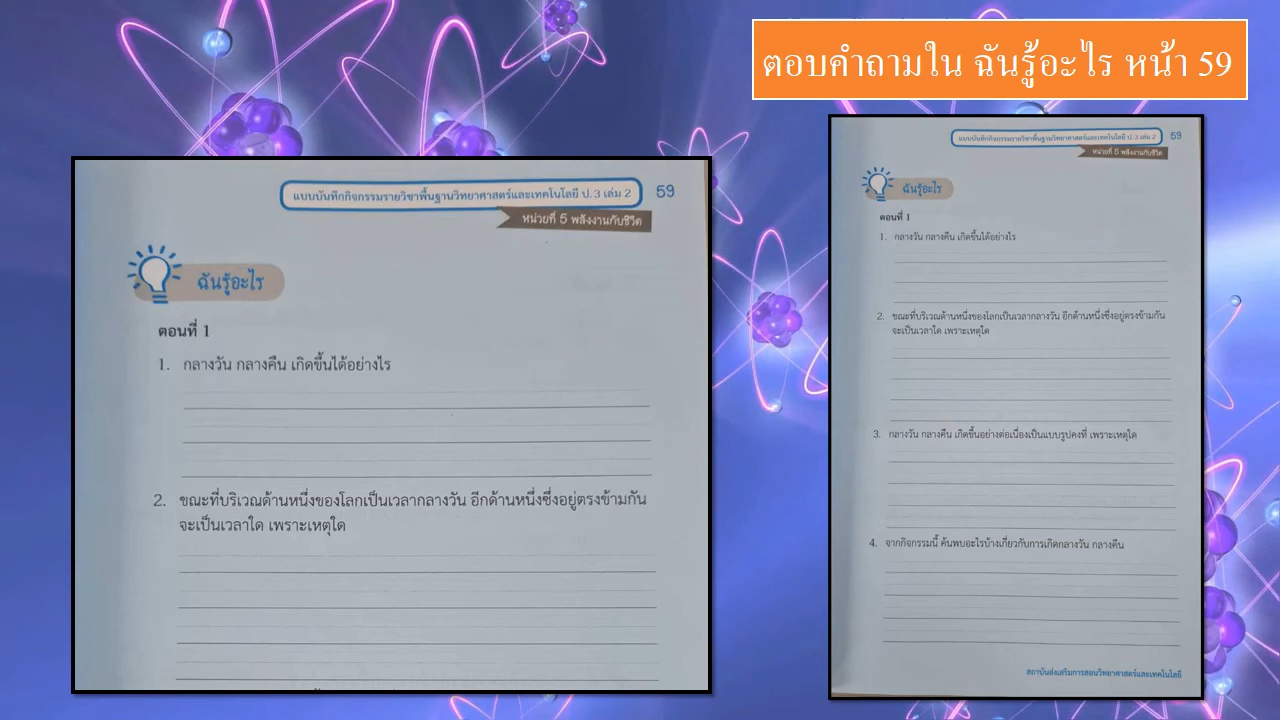 ตอบคำถามใน ฉันรู้อะไร หน้า 59
แบบบันทึกกิจกรรมรายวิชาพื้นฐานวิทยาศาสตร์และเทคโนโลยี ป.3 เล่ม 2
59
หน่วยที่ 5 พลังงานกับชีวิต
ฉันรู้อะไร
ตอนที่ 1
1. กลางวัน กลางคืน เกิดขึ้นได้อย่างไร
2. ขณะที่บริเวณด้านหนึ่งของโลกเป็นเวลากลางวัน อีกด้านหนึ่งซึ่งอยู่ตรงข้ามกัน
จะเป็นเวลาใด เพราะเหตุใด
แบบบันทึกกิจกรรมรายวิชาพื้นฐานวิทยาศาสตร์และเทคโนโลยี ป.3 เล่ม 2
59
หน่วยที่ 5 พลังงานกับชีวิต
ฉันรู้อะไร
ตอนที่ 1
1. กลางวัน กลางคืน เกิดขึ้นได้อย่างไร
2. ขณะที่บริเวณด้านหนึ่งของโลกเป็นเวลากลางวัน อีกด้านหนึ่งซึ่งอยู่ตรงข้ามกัน
จะเป็นเวลาใด เพราะเหตุใด
3. กลางวัน กลางคืน เกิดขึ้นอย่างต่อเนื่องเป็นแบบรูปคงที่ เพราะเหตุใด
4. จากกิจกรรมนี้ ค้นพบอะไรบ้างเกี่ยวกับการเกิดกลางวัน กลางคืน
สถาบันส่งเสริมการสอนวิทยาศาสตร์และเทคโนโลยี